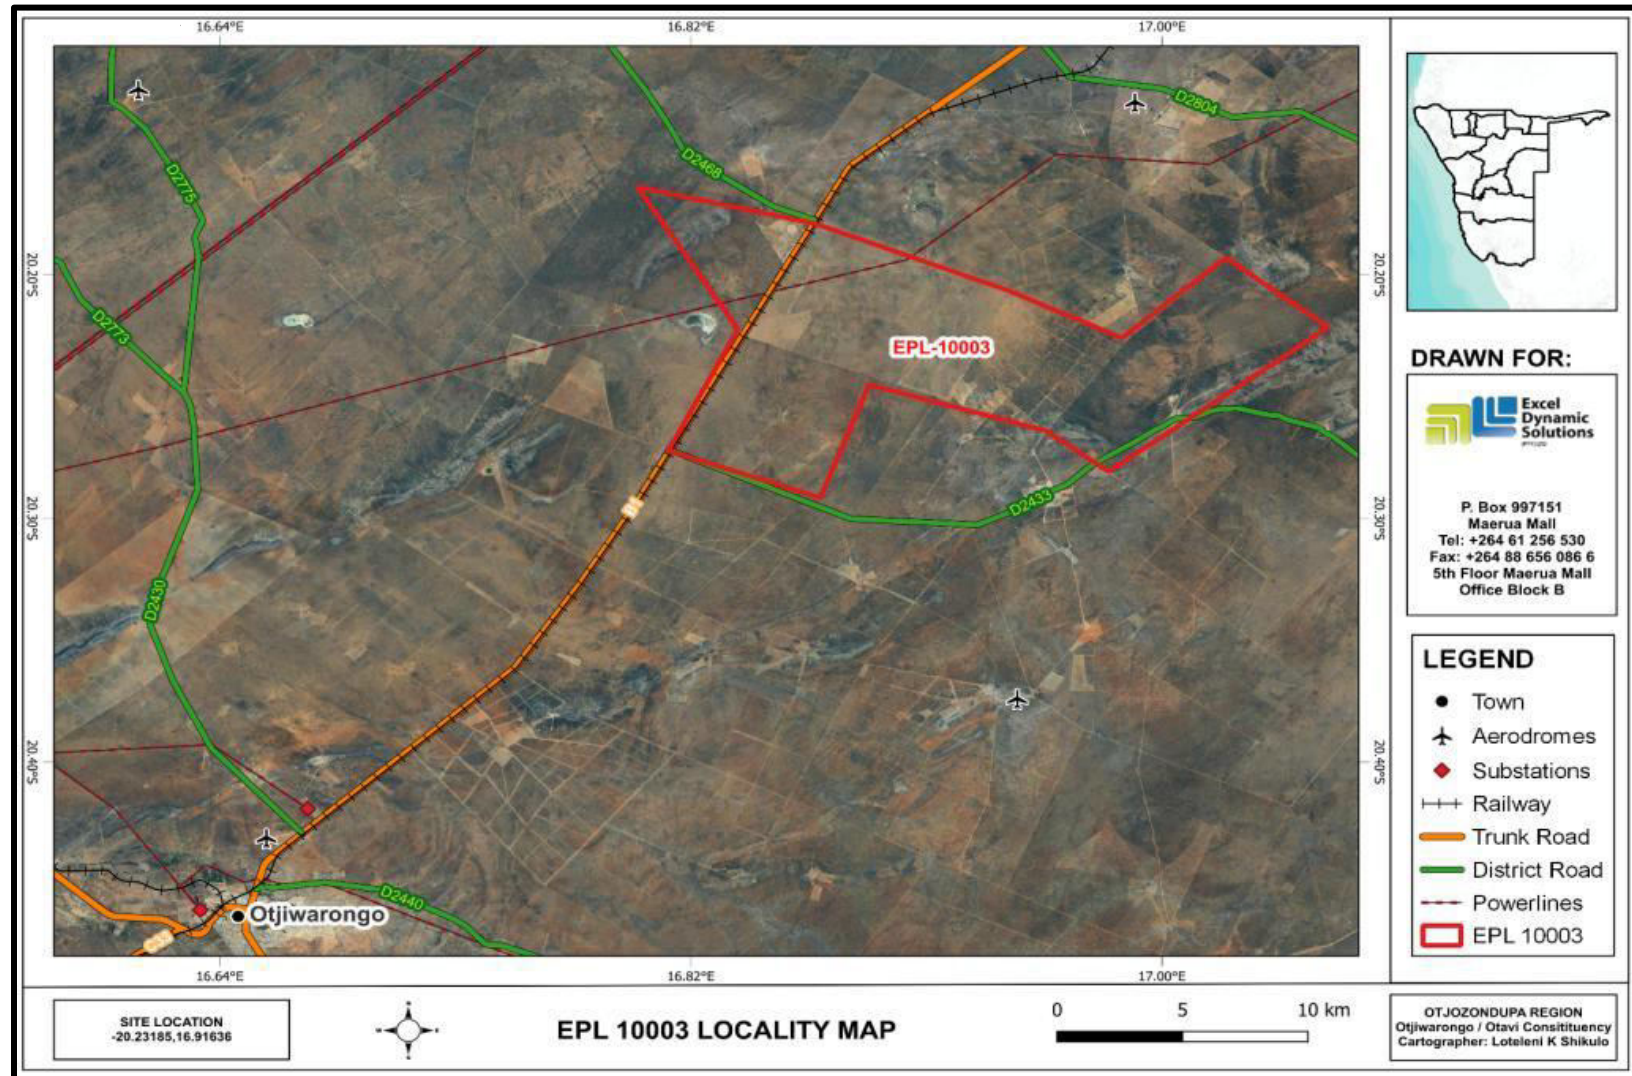 16.64°E
16.82°E
17.00°E
D2804
D2775
D2468
20.20°S
20.20°S
D2773
EPL-10003
DRAWN FOR:
Excel
Dynamic
Solutions
P. Box 997151
Maerua Mall
Tel: +264 61 256 530
Fax: +264 88 656 086 6
5th Floor Maerua Mall
Office Block B
D2433
20.30°S
20.30°S
D2430
LEGEND
Town
Aerodromes
Substations
Railway
Trunk Road
District Road
Powerlines
EPL 10003
20.40°S
20.40°S
D2440
Otjiwarongo
16.64°E
16.82°E
17.00°E
SITE LOCATION
-20.23185,16.91636
EPL 10003 LOCALITY MAP
0 5 10 km
OTJOZONDUPA REGION
Otjiwarongo / Otavi Consitituency
Cartographer: Loteleni K Shikulo